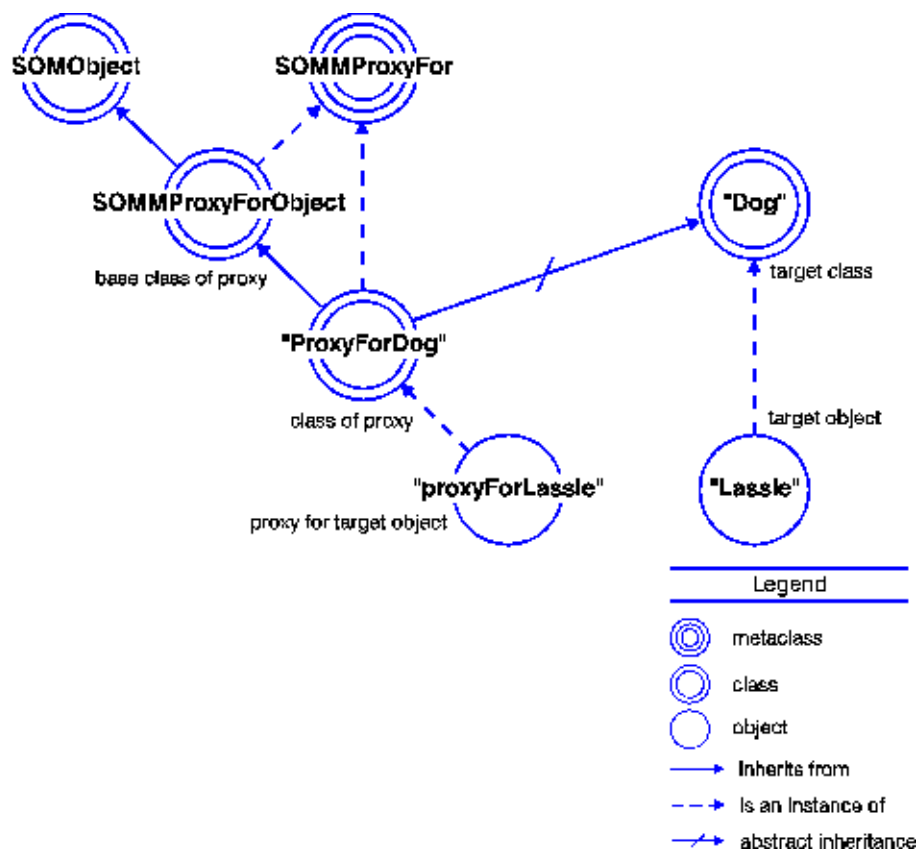 SOMObject
SOMMProxyFor
SOMMProxyForObject
"Dog"
base class of proxy
target class
"ProxyForDog"
class of proxy
target object
"proxyForLassie"
"Lassie"
proxy for target object
Legend
metaclass
class
object
Inherits from
Is an Instance of
abstract inheritance